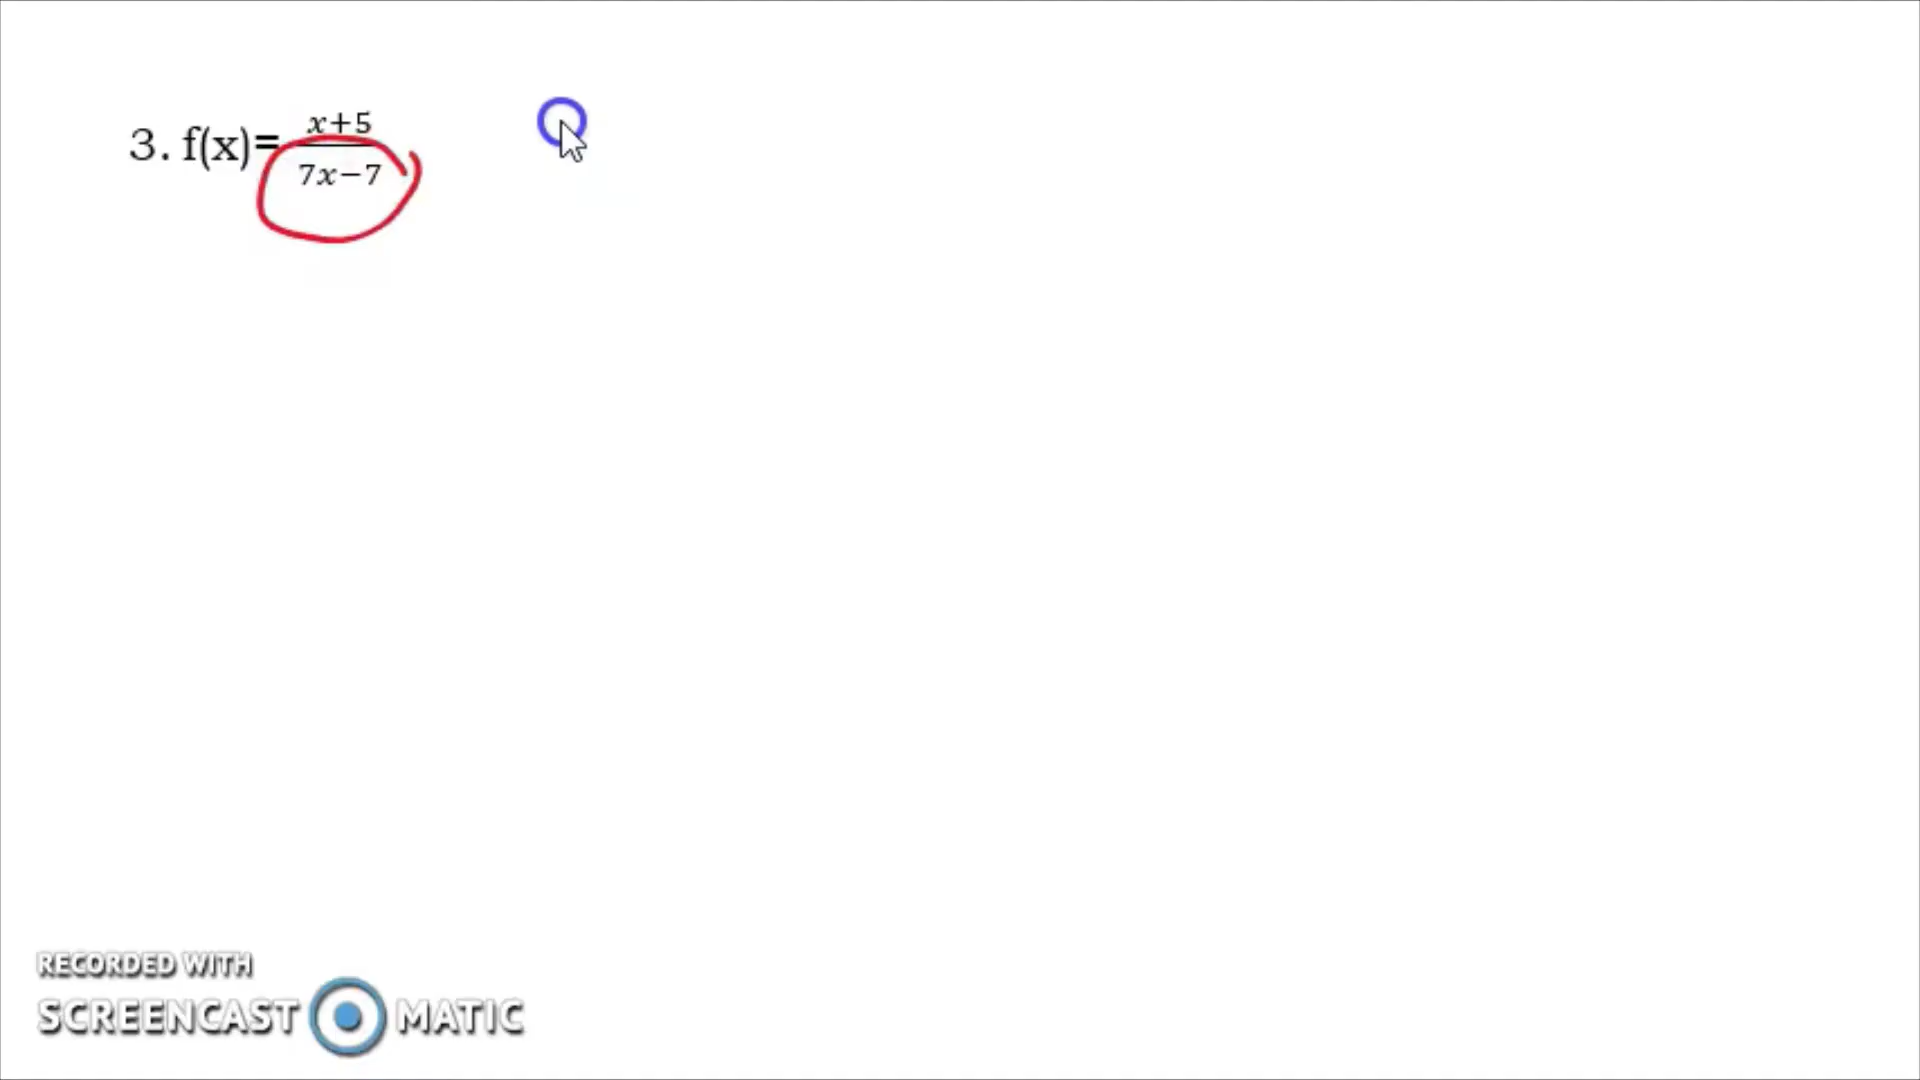 3. f(x)= x+5
7x−7
RECORDED WITH
SCREENCAST MATIC